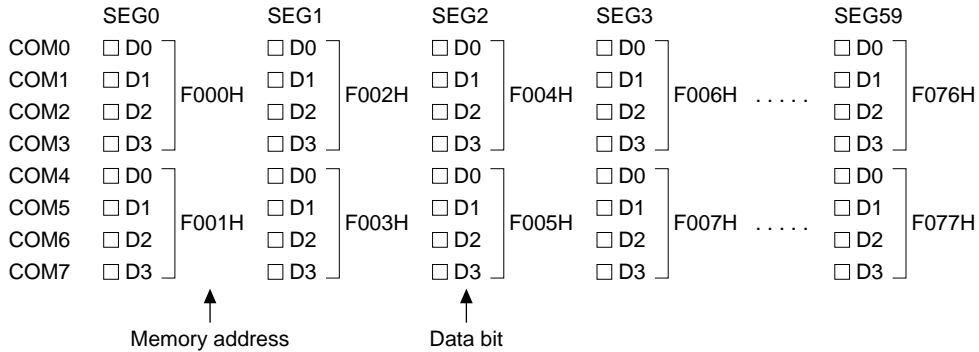 SEG0 SEG1 SEG2 SEG3 SEG59
COM0 D0 D0 D0 D0 D0
COM1 D1 D1 D1 D1 D1
F000H F002H F004H F006H ..... F076H
COM2 D2 D2 D2 D2 D2
COM3 D3 D3 D3 D3 D3
COM4 D0 D0 D0 D0 D0
COM5 D1 D1 D1 D1 D1
F001H F003H F005H F007H ..... F077H
COM6 D2 D2 D2 D2 D2
COM7 D3 D3 D3 D3 D3
Memory address Data bit